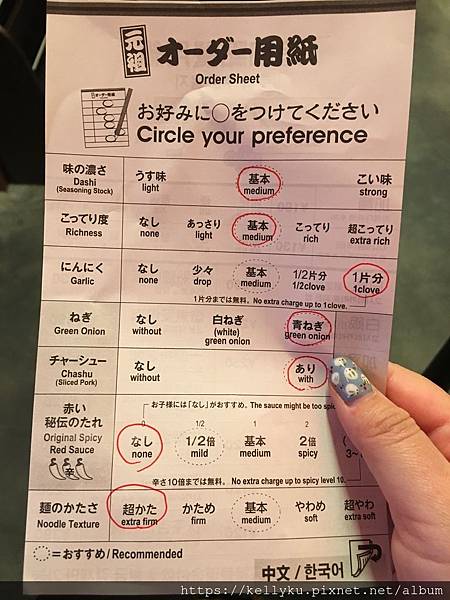 元祖 オーダー用紙
Order Sheet
オーダー用紙
お好みに○をつけてください
Circle your preference
味の濃さ うす味 基本 こい味
Dashi light medium strong
(Seasoning Stock)
こってり度 なし あっさり 基本 こってり 超こってり
Richness none light medium rich extra rich
にんにく なし 少々 基本 1/2片分 1片分
Garlic none drop medium 1/2clove 1clove
1片分までは無料。No extra charge up to 1clove.
ねぎ なし 白ねぎ 青ねぎ
Green Onion without (white) green onion
green onion
チャーシュー なし あり
Chashu without with
(Sliced Pork)
お子様には「なし」がおすすめ。The sauce might be too spic
赤い 0 1/2 1 2
秘伝のたれ なし 1/2倍 基本 2倍
Original Spicy none mild medium spicy 3~
Red Sauce
辛
辛さ10倍までは無料。No extra charge up to spicy level 10.
麺のかたさ 超かた かため 基本 やわめ 超やわ
Noodle Texture extra firm firm medium soft extra soft
=おすすめ/Recommended
中文/한국어
https://kellyku.pixnet.net/album